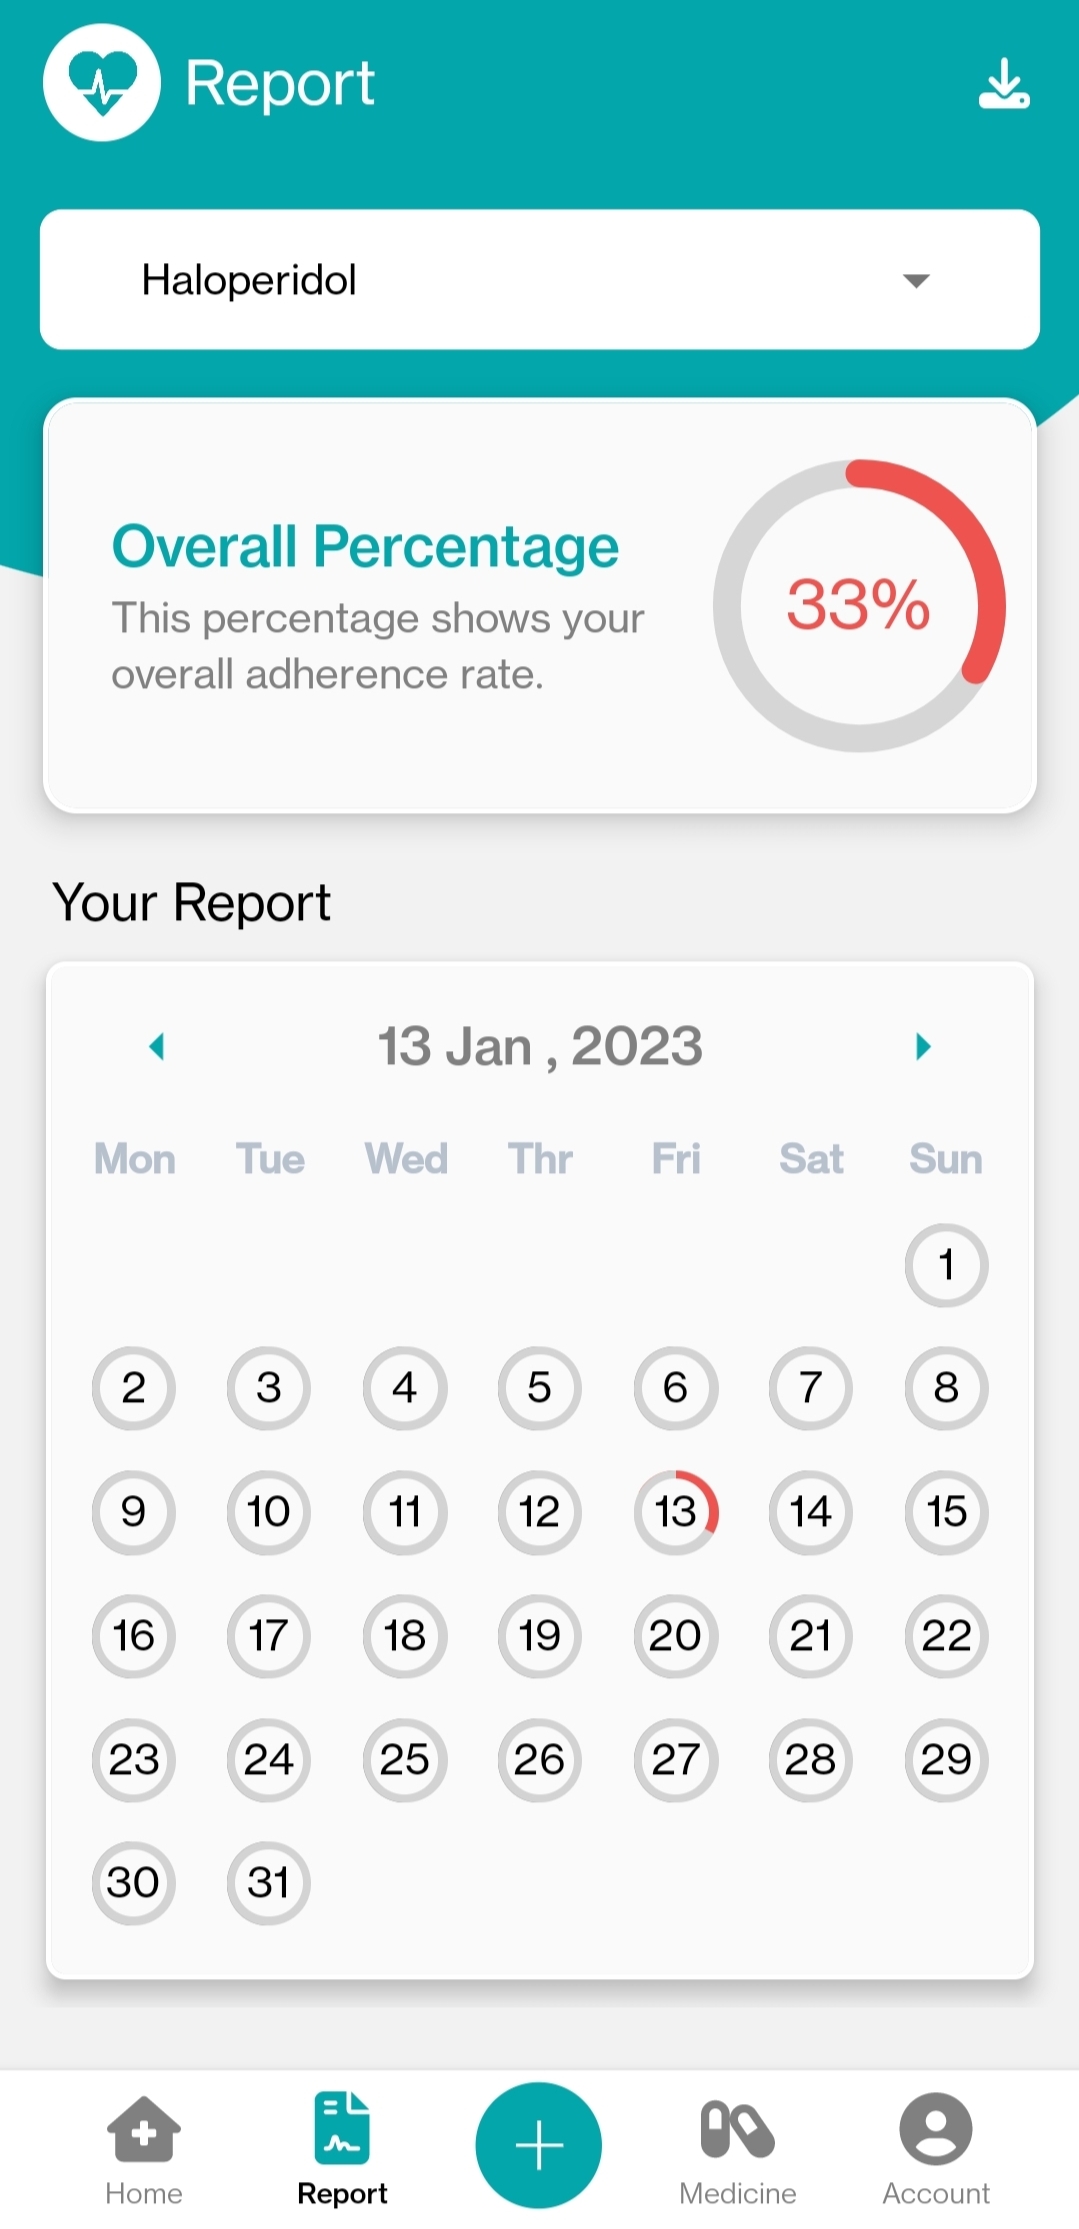 Report
Haloperidol
Overall Percentage
This percentage shows your
overall adherence rate.
33%
Your Report
13 Jan , 2023
Mon Tue Wed Thr Fri Sat Sun
1
2 3 4 5 6 7 8
9 10 11 12 13 14 15
16 17 18 19 20 21 22
23 24 25 26 27 28 29
30 31
Home Report Medicine Account